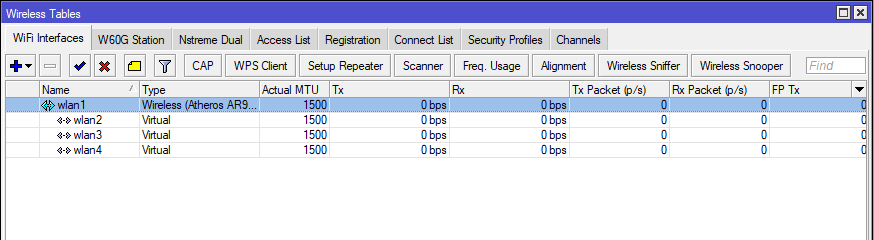 Wireless Tables
WiFi Interfaces W60G Station Nstreme Dual Access List Registration Connect List Security Profiles Channels
CAP WPS Client Setup Repeater Scanner Freq. Usage Alignment Wireless Sniffer Wireless Snooper Find
Name Type Actual MTU Tx Rx Tx Packet (p/s) Rx Packet (p/s) FP Tx
wlan1 Wireless (Atheros AR9... 1500 0 bps 0 bps 0 0 0
wlan2 Virtual 1500 0 bps 0 bps 0 0 0
wlan3 Virtual 1500 0 bps 0 bps 0 0 0
wlan4 Virtual 1500 0 bps 0 bps 0 0 0